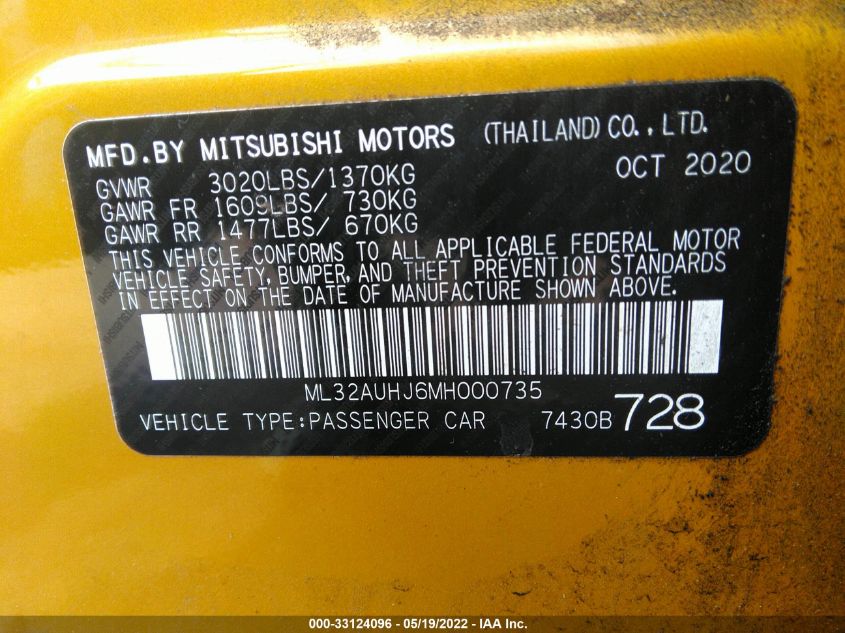 MFD.BY MITSUBISHI MOTORS (THAILAND) CO.,LTD.
GVWR 3020LBS/1370KG OCT 2020
GAWR FR 1609LBS/ 730KG
GAWR RR 1477LBS/ 670KG
THIS VEHICLE CONFORMS TO ALL APPLICABLE FEDERAL MOTOR
VEHICLE SAFETY, BUMPER, AND THEFT PREVENTION STANDARDS
IN EFFECT ON THE DATE OF MANUFACTURE SHOWN ABOVE.
ML32AUHJ6MH000735
VEHICLE TYPE:PASSENGER CAR 7430B 728
000-33124096 - 05/19/2022 - IAA Inc.